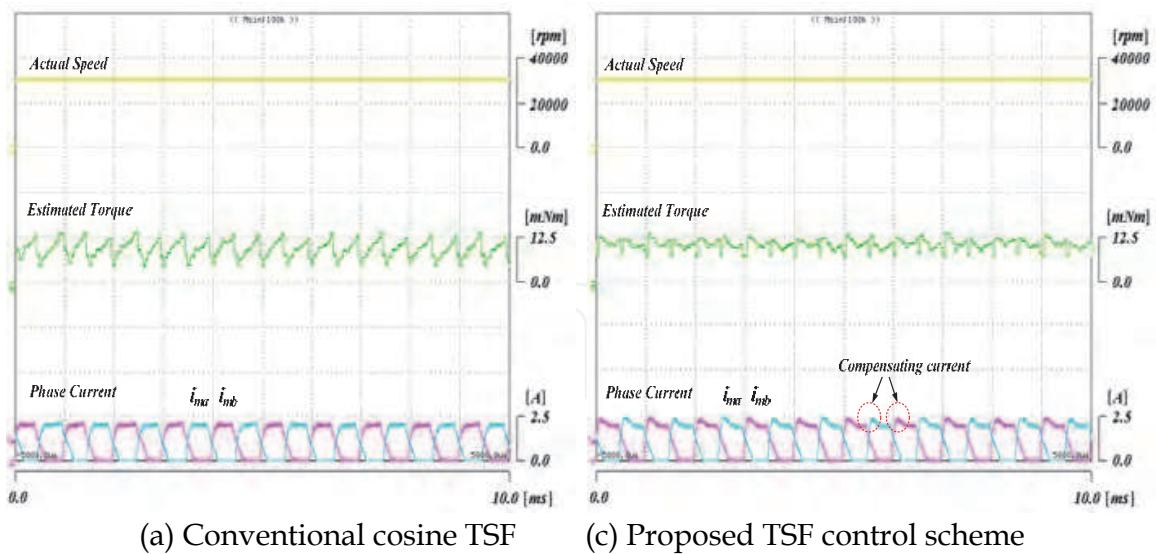 [rpm]
40000
Actual Speed
20000
0.0
Estimated Torque
[mNm]
12.5
0.0
Phase Current
i_ma i_mb
[A]
2.5
0.0
0.0
10.0 [ms]
(a) Conventional cosine TSF
[rpm]
40000
Actual Speed
20000
0.0
Estimated Torque
[mNm]
12.5
0.0
Compensating current
Phase Current
i_ma i_mb
[A]
2.5
0.0
0.0
10.0 [ms]
(c) Proposed TSF control scheme